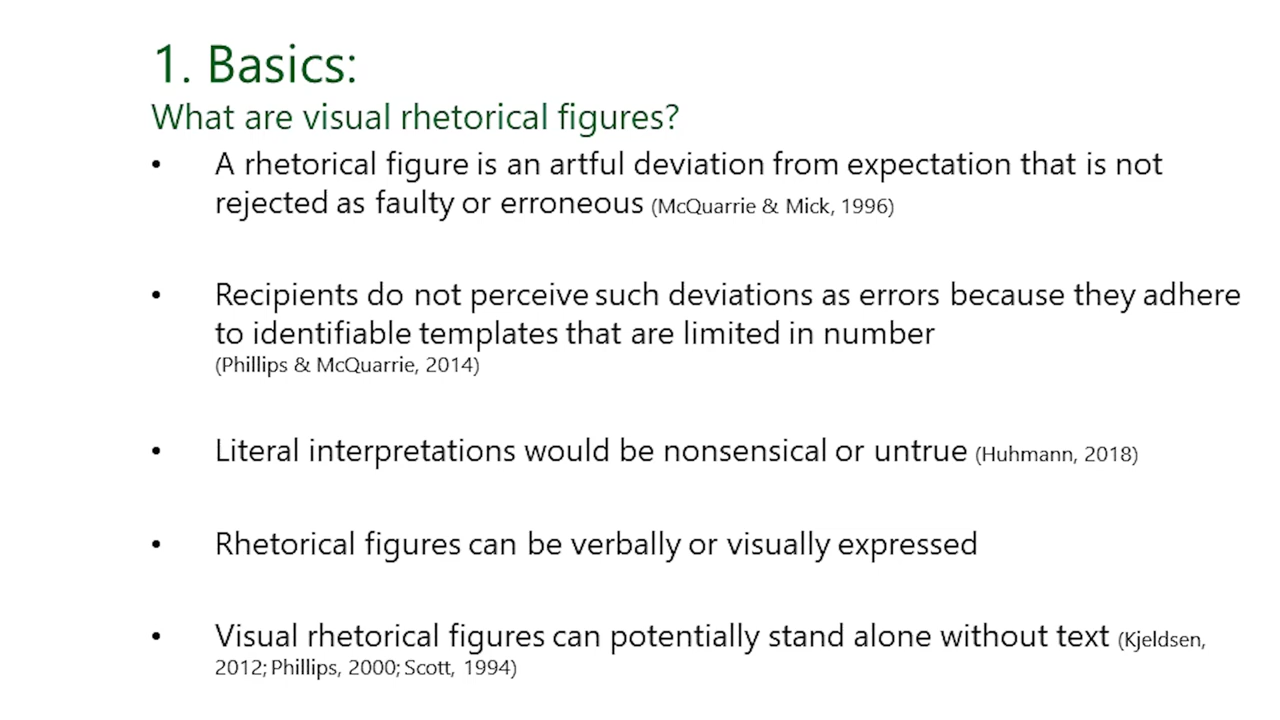 1. Basics:
What are visual rhetorical figures?
• A rhetorical figure is an artful deviation from expectation that is not
rejected as faulty or erroneous (McQuarrie & Mick, 1996)
• Recipients do not perceive such deviations as errors because they adhere
to identifiable templates that are limited in number
(Phillips & McQuarrie, 2014)
• Literal interpretations would be nonsensical or untrue (Huhmann, 2018)
• Rhetorical figures can be verbally or visually expressed
• Visual rhetorical figures can potentially stand alone without text (Kjeldsen,
2012; Phillips, 2000; Scott, 1994)